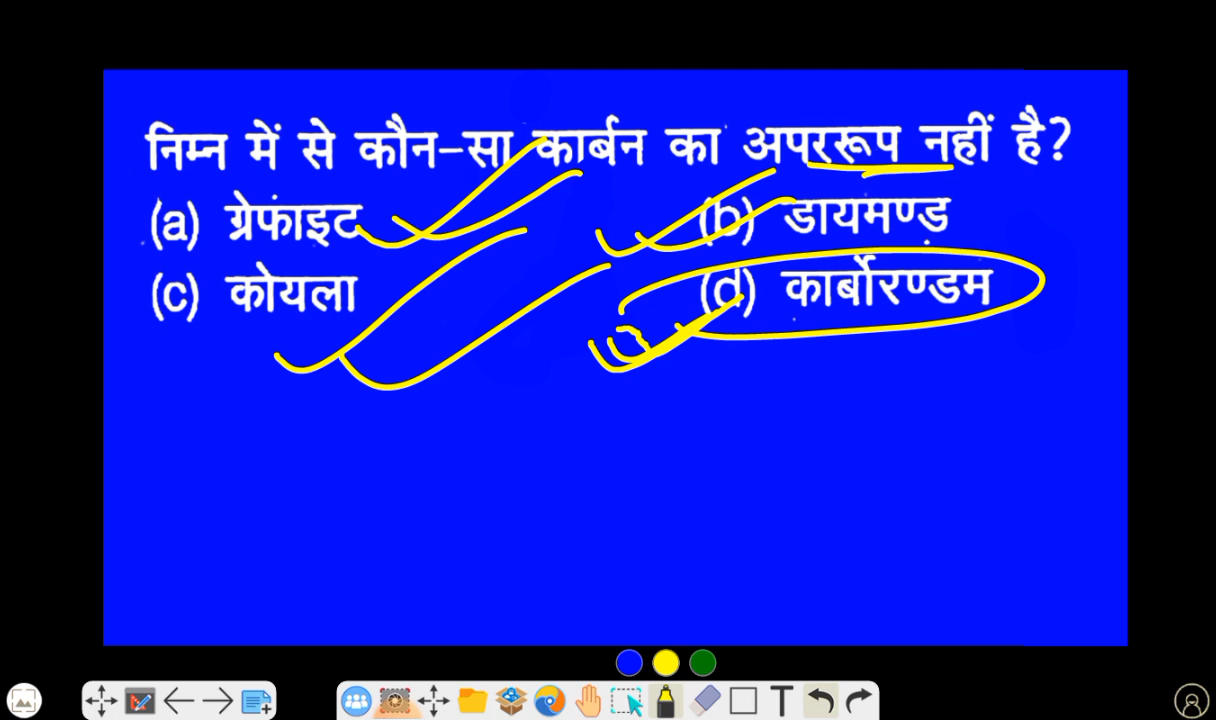 निम्न में से कौन-सा कार्बन का अपररूप नहीं है?
(a) ग्रेफाइट (b) डायमण्ड
(c) कोयला (d) कार्बोरण्डम